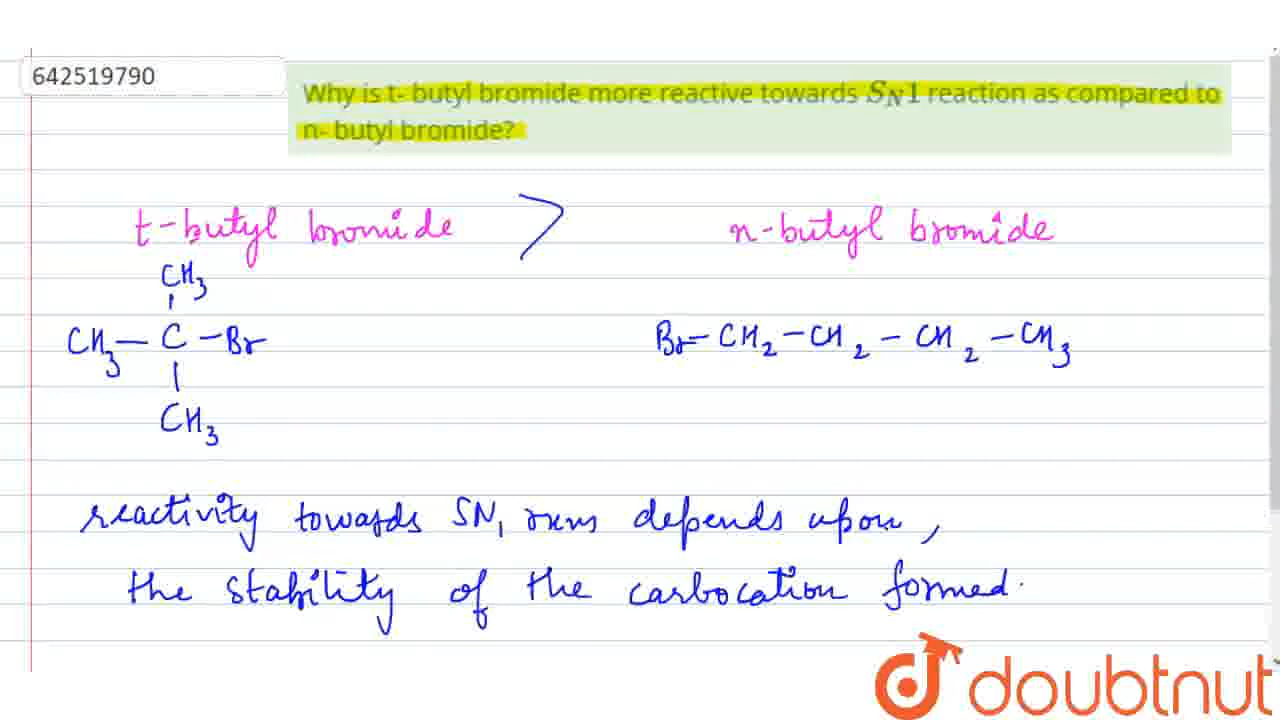 642519790
Why is t- butyl bromide more reactive towards S_N1 reaction as compared to
n- butyl bromide?
t-butyl bromide > n-butyl bromide
CH3
CH3—C—Br
CH3
Br—CH2—CH2—CH2—CH3
reactivity towards SN1 rxns depends upon,
the stability of the carbocation formed.
doubtnut